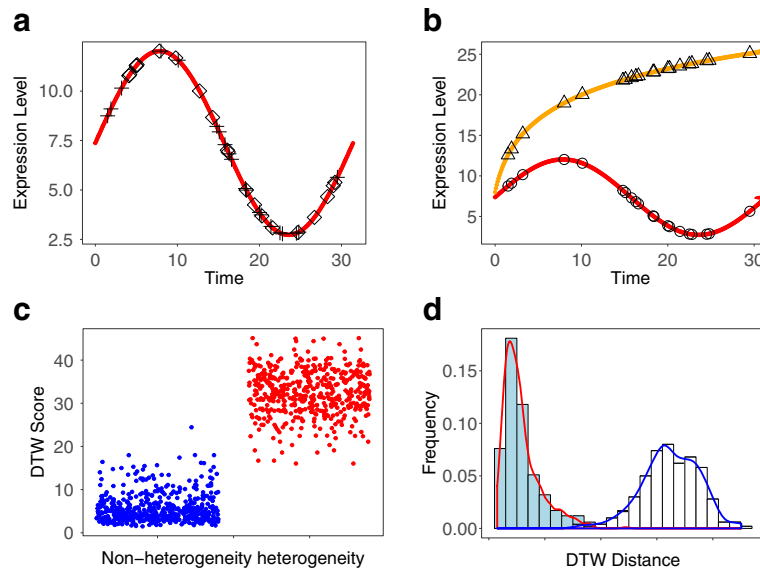 a
Expression Level
10.0
7.5
5.0
2.5
0 10 20 30
Time
b
Expression Level
25
20
15
10
5
0 10 20 30
Time
c
DTW Score
40
30
20
10
0
Non-heterogeneity heterogeneity
d
Frequency
0.15
0.10
0.05
0.00
DTW Distance